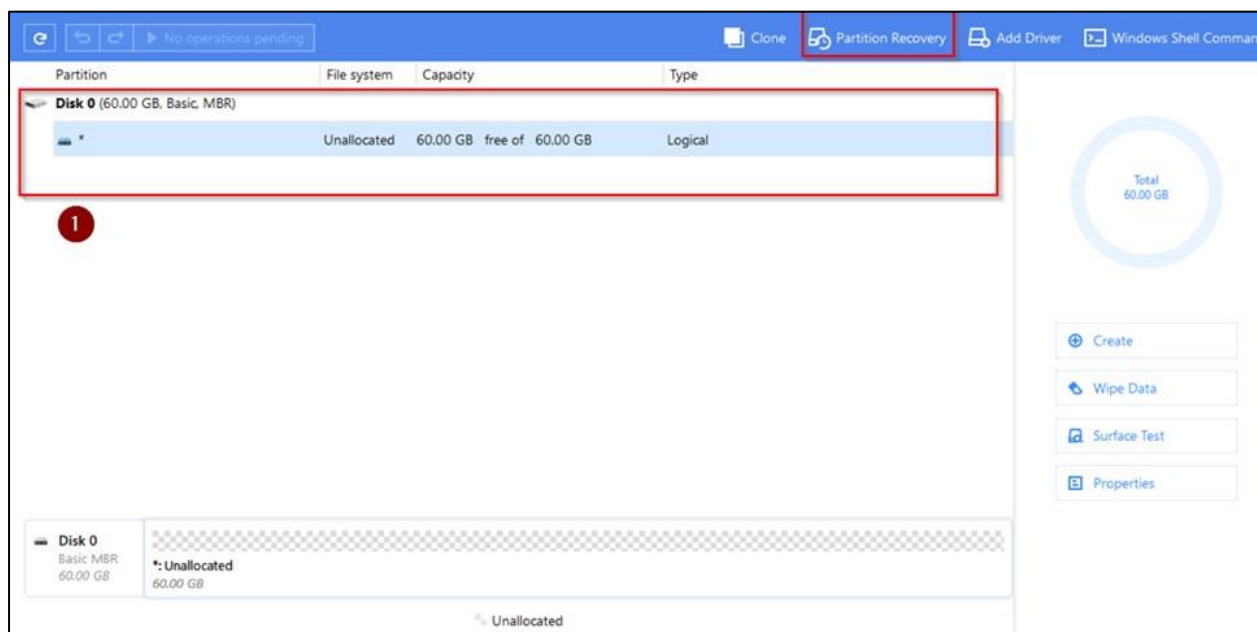 No operations pending
Clone
Partition Recovery
Add Driver
Windows Shell Comman
Partition File system Capacity Type
Disk 0 (60.00 GB, Basic, MBR)
* Unallocated 60.00 GB free of 60.00 GB Logical
1
Total
60.00 GB
Create
Wipe Data
Surface Test
Properties
Disk 0
Basic MBR
60.00 GB
*: Unallocated
60.00 GB
Unallocated